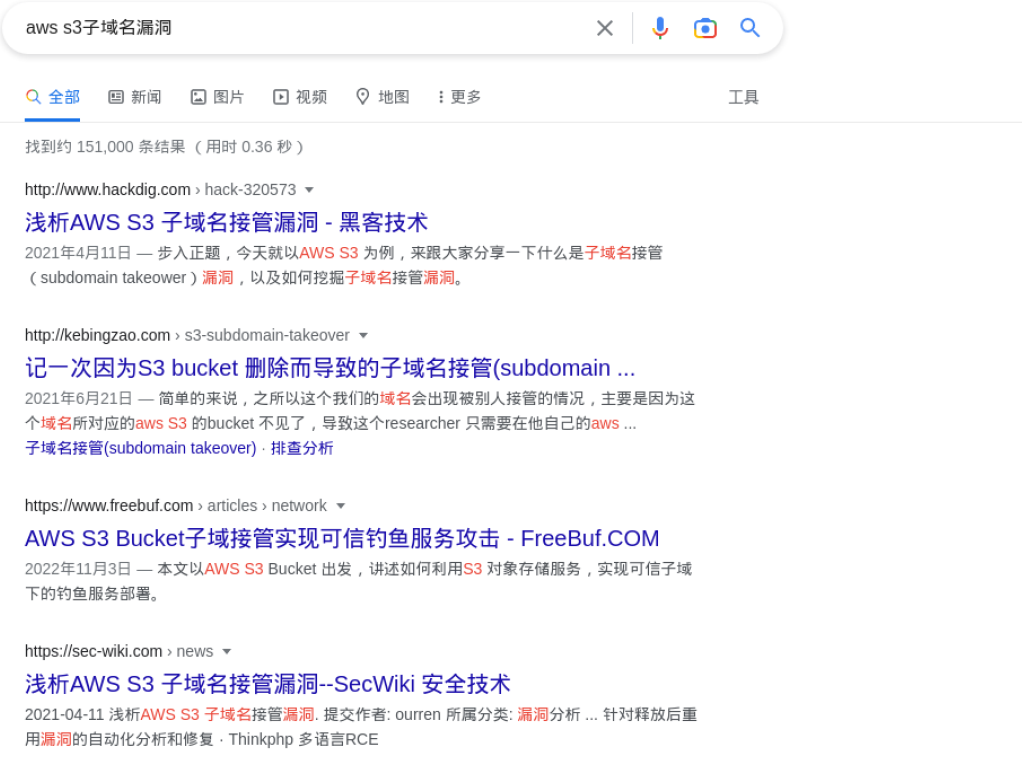 aws s3子域名漏洞
全部 新闻 图片 视频 地图 更多 工具
找到约 151,000 条结果 （用时 0.36 秒）
http://www.hackdig.com › hack-320573
浅析AWS S3 子域名接管漏洞 - 黑客技术
2021年4月11日 — 步入正题，今天就以AWS S3 为例，来跟大家分享一下什么是子域名接管
（subdomain takeower）漏洞，以及如何挖掘子域名接管漏洞。
http://kebingzao.com › s3-subdomain-takeover
记一次因为S3 bucket 删除而导致的子域名接管(subdomain ...
2021年6月21日 — 简单的来说，之所以这个我们的域名会出现被别人接管的情况，主要是因为这
个域名所对应的aws S3 的bucket 不见了，导致这个researcher 只需要在他自己的aws ...
子域名接管(subdomain takeover) · 排查分析
https://www.freebuf.com › articles › network
AWS S3 Bucket子域接管实现可信钓鱼服务攻击 - FreeBuf.COM
2022年11月3日 — 本文以AWS S3 Bucket 出发，讲述如何利用S3 对象存储服务，实现可信子域
下的钓鱼服务部署。
https://sec-wiki.com › news
浅析AWS S3 子域名接管漏洞--SecWiki 安全技术
2021-04-11 浅析AWS S3 子域名接管漏洞. 提交作者: ourren 所属分类: 漏洞分析 ... 针对释放后重
用漏洞的自动化分析和修复 · Thinkphp 多语言RCE